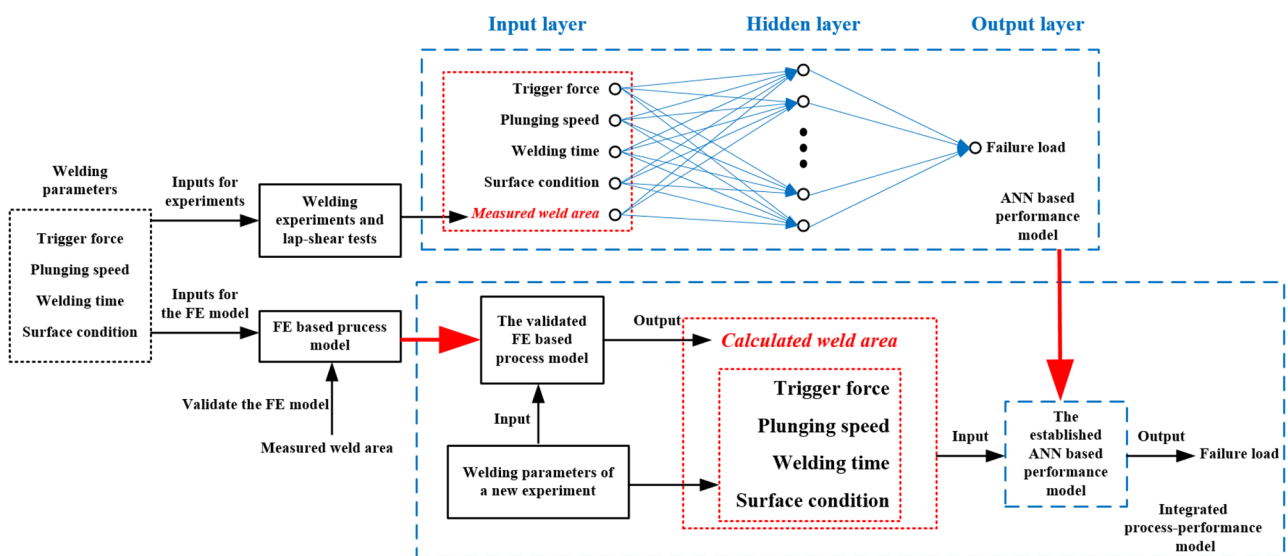 Input layer
Hidden layer
Output layer
Trigger force
Plunging speed
Welding time
Surface condition
Measured weld area
Failure load
ANN based
performance
model
Welding
parameters
Trigger force
Plunging speed
Welding time
Surface condition
Inputs for
experiments
Welding
experiments and
lap-shear tests
Inputs for
the FE model
FE based prucess
model
Validate the FE model
Measured weld area
The validated
FE based
process model
Output
Input
Welding parameters of
a new experiment
Calculated weld area
Trigger force
Plunging speed
Welding time
Surface condition
Input
The
established
ANN based
performance
model
Output
Failure load
Integrated
process-performance
model